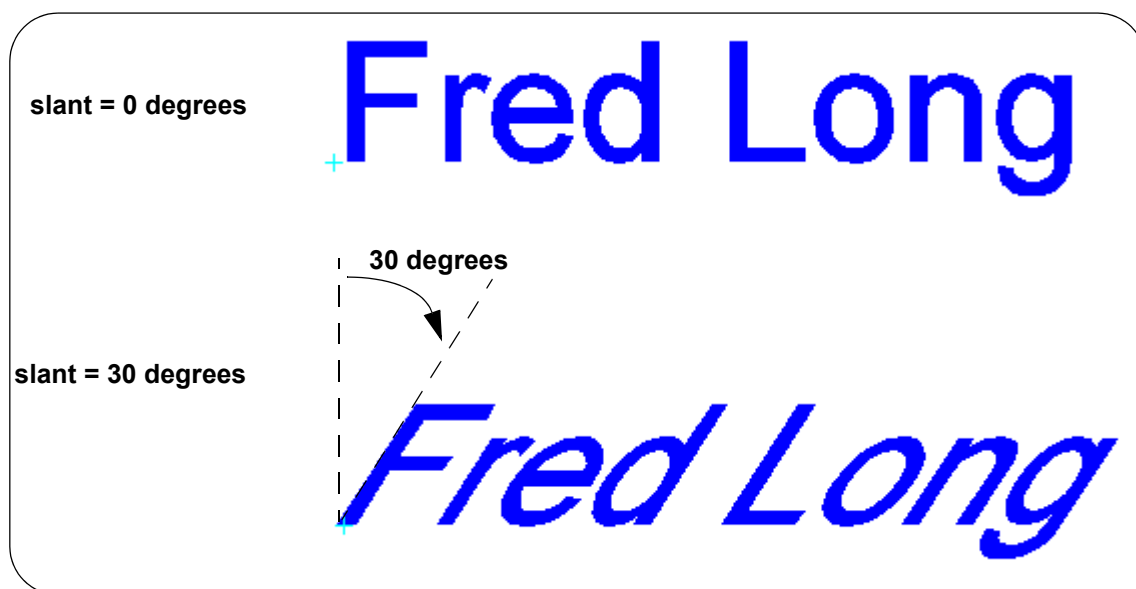 Fred Long
slant = 0 degrees
30 degrees
slant = 30 degrees
Fred Long